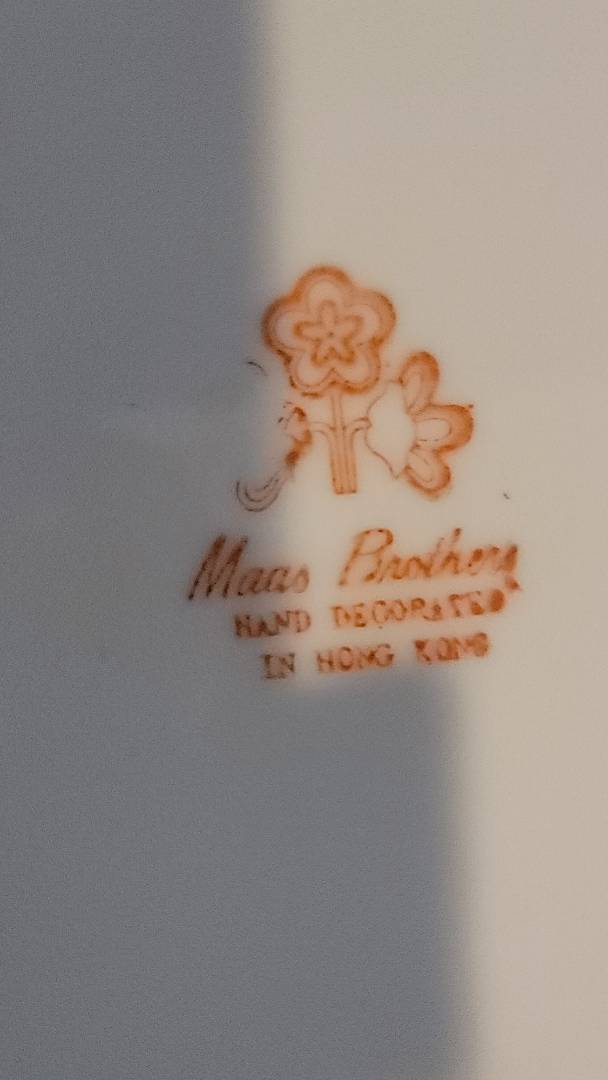 Maas Brothers
HAND DECORATED
IN HONG KONG